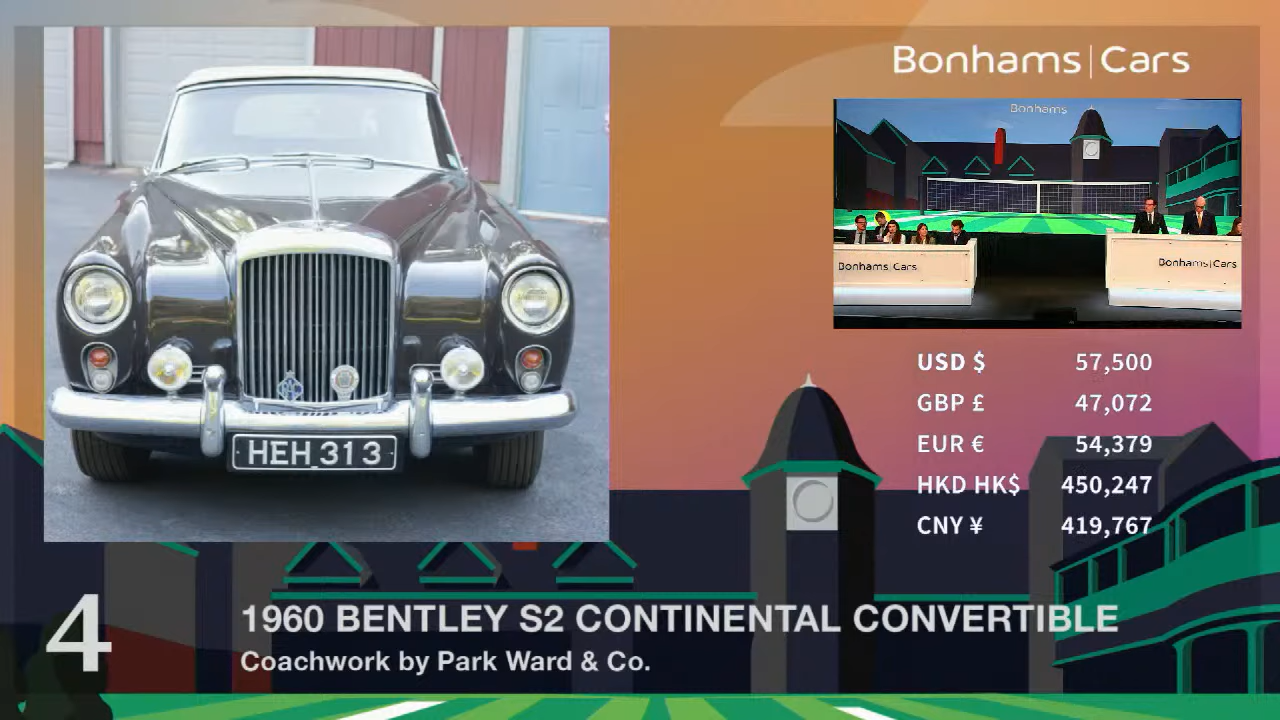 Bonhams|Cars
Bonhams
Bonhams|Cars
Bonhams|Cars
HEH 313
USD $ 57,500
GBP £ 47,072
EUR € 54,379
HKD HK$ 450,247
CNY ¥ 419,767
4
1960 BENTLEY S2 CONTINENTAL CONVERTIBLE
Coachwork by Park Ward & Co.